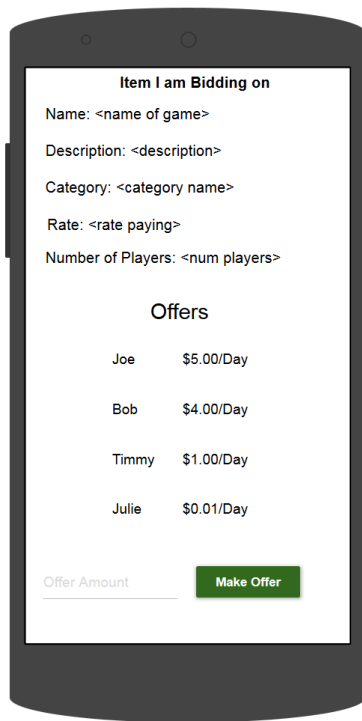 Item I am Bidding on
Name: <name of game>
Description: <description>
Category: <category name>
Rate: <rate paying>
Number of Players: <num players>
Offers
Joe $5.00/Day
Bob $4.00/Day
Timmy $1.00/Day
Julie $0.01/Day
Offer Amount Make Offer